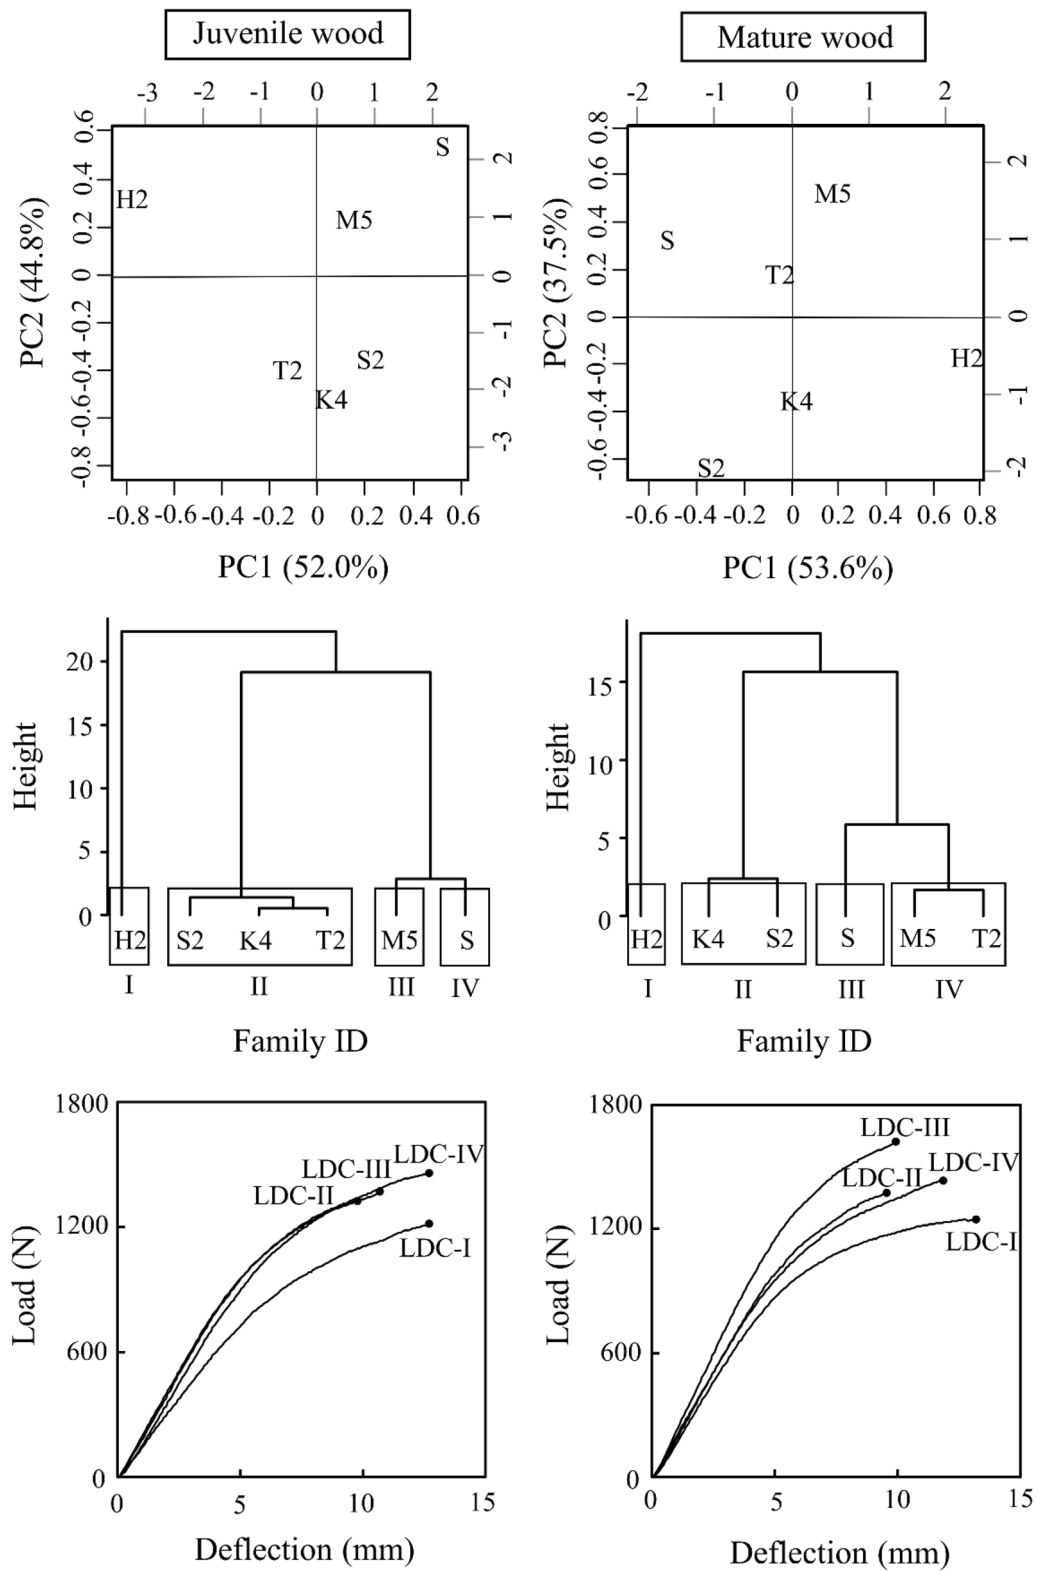 Juvenile wood
Mature wood
-3 -2 -1 0 1 2
-2 -1 0 1 2
0.6
0.4
0.2
0
-0.2
-0.4
-0.6
-0.8
PC2 (44.8%)
S
H2
M5
T2
S2
K4
2
1
0
-1
-2
-3
-0.8 -0.6 -0.4 -0.2 0 0.2 0.4 0.6
PC1 (52.0%)
0.8
0.6
0.4
0.2
0
-0.2
-0.4
-0.6
PC2 (37.5%)
M5
S
T2
H2
K4
S2
2
1
0
-1
-2
-0.6 -0.4 -0.2 0 0.2 0.4 0.6 0.8
PC1 (53.6%)
Height
20
15
10
5
0
H2 S2 K4 T2 M5 S
I II III IV
Family ID
Height
15
10
5
0
H2 K4 S2 S M5 T2
I II III IV
Family ID
Load (N)
1800
1200
600
0
LDC-IV
LDC-III
LDC-II
LDC-I
0 5 10 15
Deflection (mm)
Load (N)
1800
1200
600
0
LDC-III
LDC-IV
LDC-II
LDC-I
0 5 10 15
Deflection (mm)